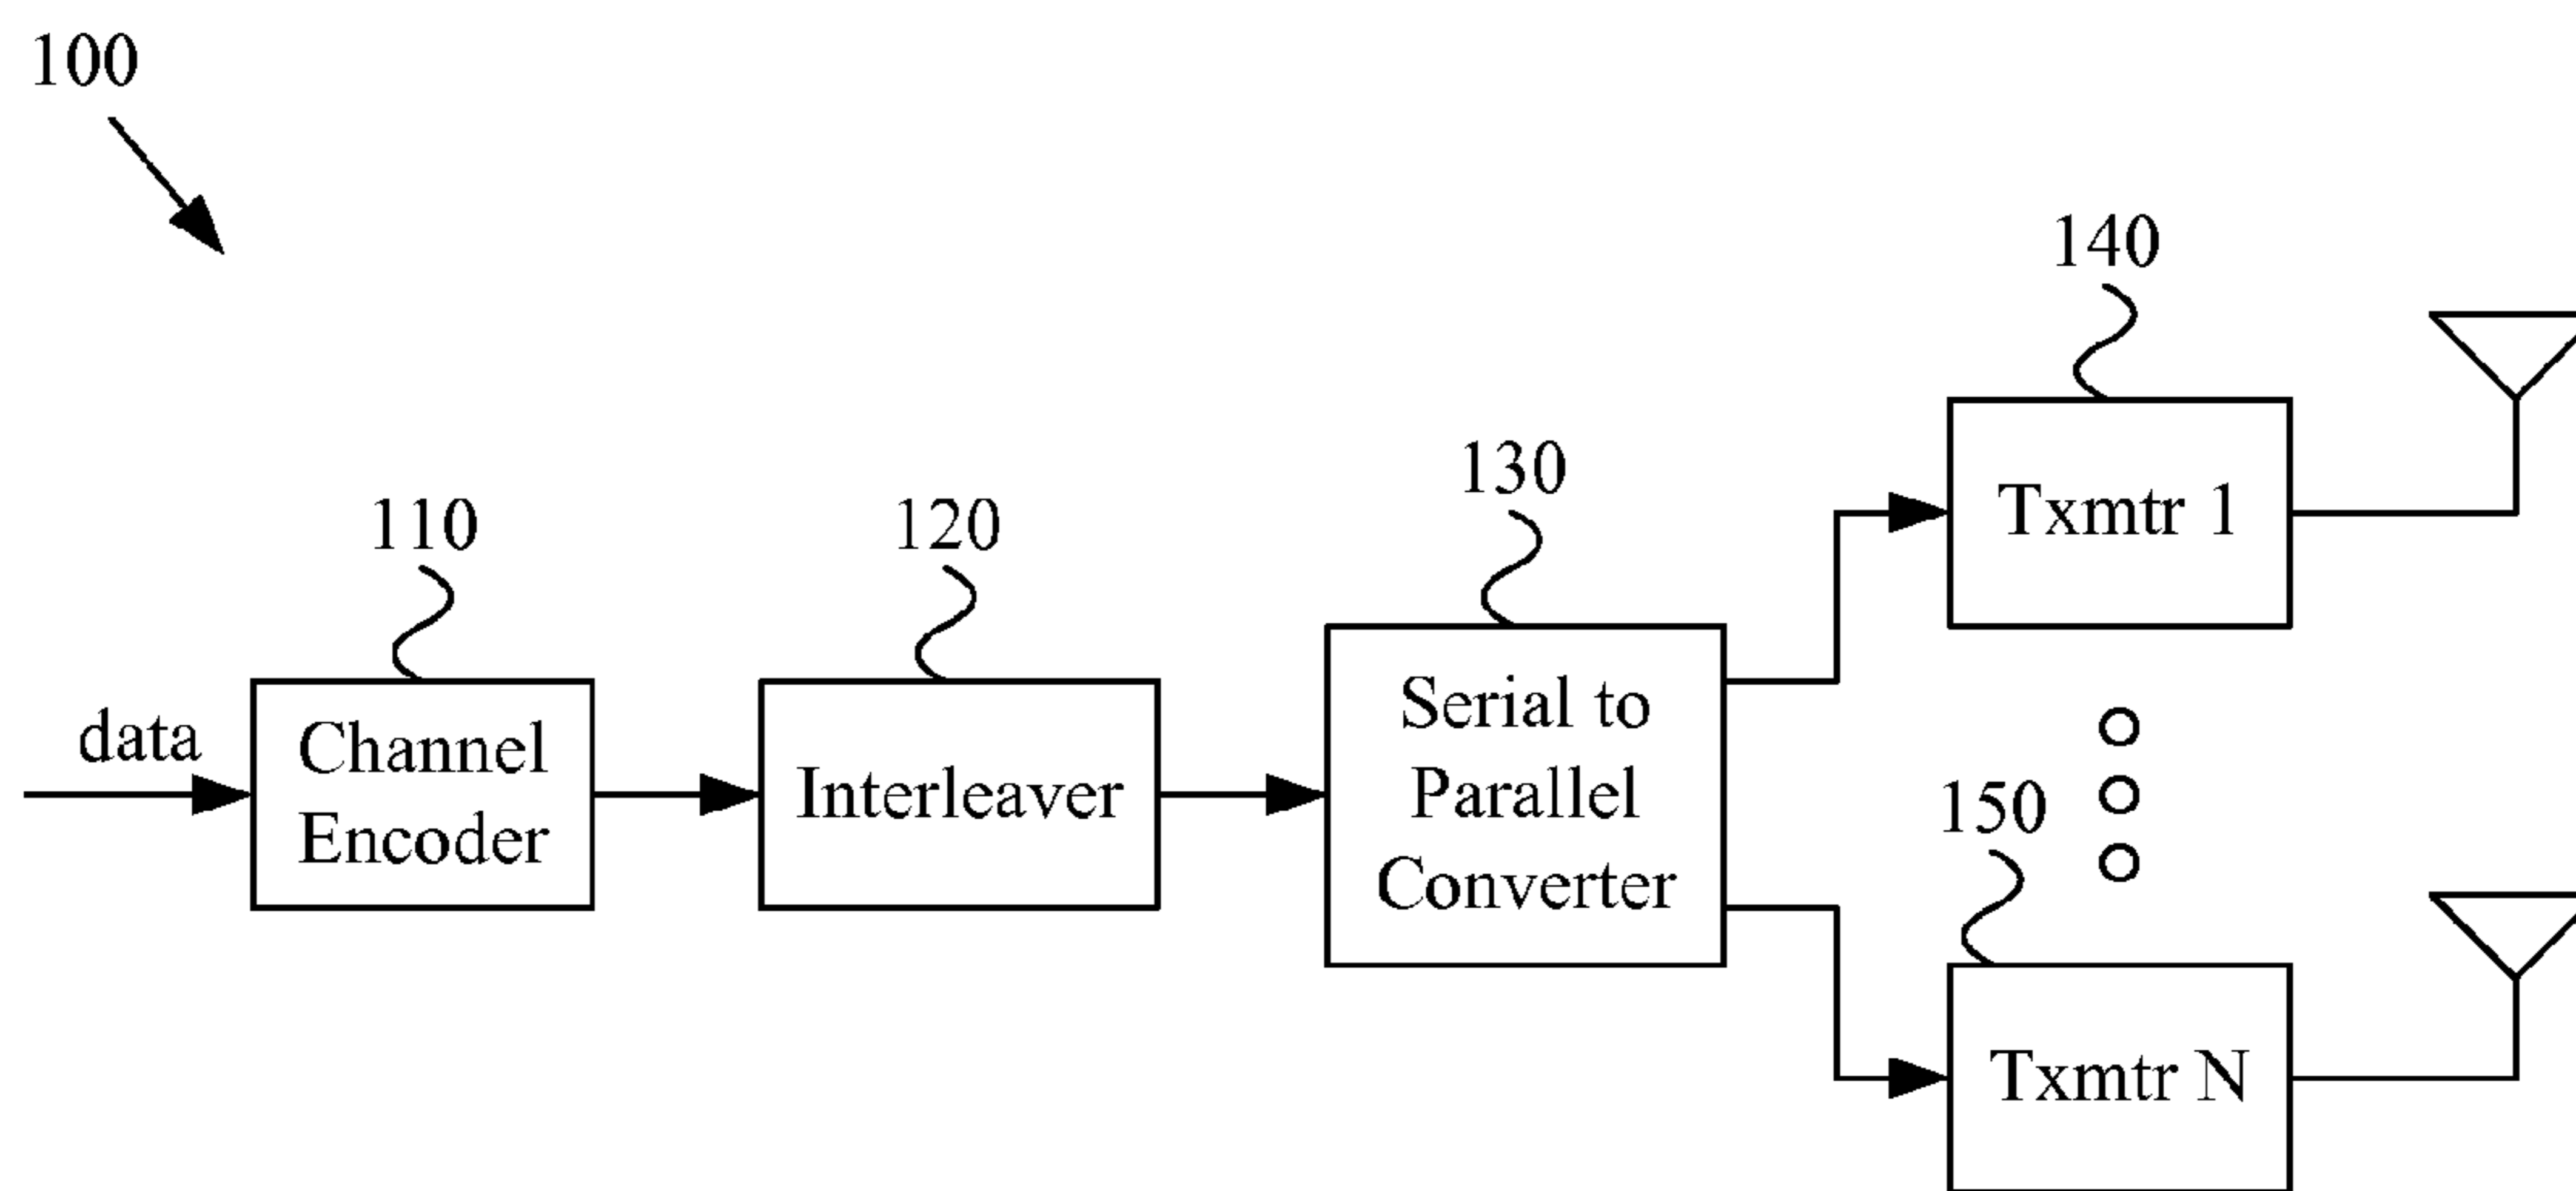 100
140
130
110
120
Txmtr 1
data
Channel
Encoder
Interleaver
Serial to
Parallel
Converter
150
Txmtr N